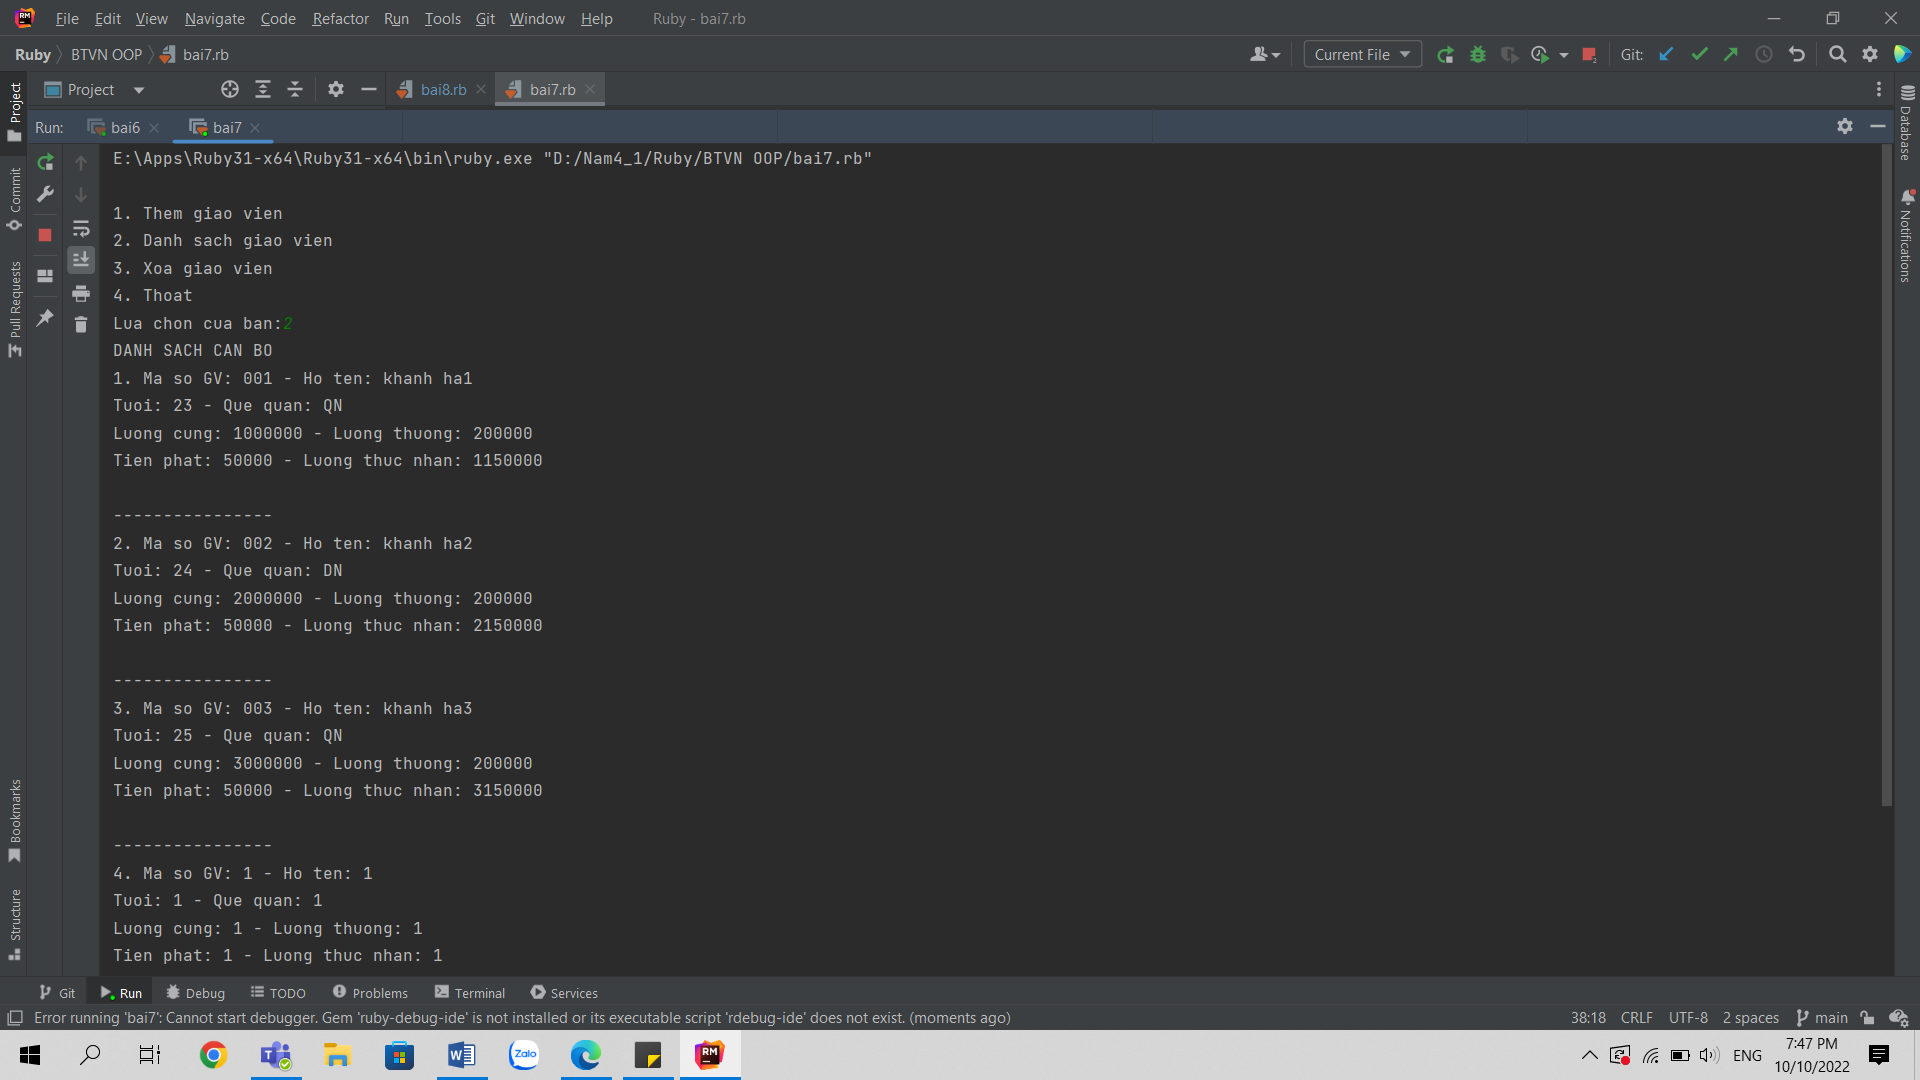 File Edit View Navigate Code Refactor Run Tools Git Window Help Ruby - bai7.rb
Ruby BTVN OOP bai7.rb Current File Git:
Project bai8.rb bai7.rb
Run: bai6 bai7
E:\Apps\Ruby31-x64\Ruby31-x64\bin\ruby.exe "D:/Nam4_1/Ruby/BTVN OOP/bai7.rb"
1. Them giao vien
2. Danh sach giao vien
3. Xoa giao vien
4. Thoat
Lua chon cua ban:2
DANH SACH CAN BO
1. Ma so GV: 001 - Ho ten: khanh ha1
Tuoi: 23 - Que quan: QN
Luong cung: 1000000 - Luong thuong: 200000
Tien phat: 50000 - Luong thuc nhan: 1150000
----------------
2. Ma so GV: 002 - Ho ten: khanh ha2
Tuoi: 24 - Que quan: DN
Luong cung: 2000000 - Luong thuong: 200000
Tien phat: 50000 - Luong thuc nhan: 2150000
----------------
3. Ma so GV: 003 - Ho ten: khanh ha3
Tuoi: 25 - Que quan: QN
Luong cung: 3000000 - Luong thuong: 200000
Tien phat: 50000 - Luong thuc nhan: 3150000
----------------
4. Ma so GV: 1 - Ho ten: 1
Tuoi: 1 - Que quan: 1
Luong cung: 1 - Luong thuong: 1
Tien phat: 1 - Luong thuc nhan: 1
Project
Commit
Pull Requests
Bookmarks
Structure
Database
Notifications
Git Run Debug TODO Problems Terminal Services
Error running 'bai7': Cannot start debugger. Gem 'ruby-debug-ide' is not installed or its executable script 'rdebug-ide' does not exist. (moments ago) 38:18 CRLF UTF-8 2 spaces main
Zalo
ENG
7:47 PM
10/10/2022